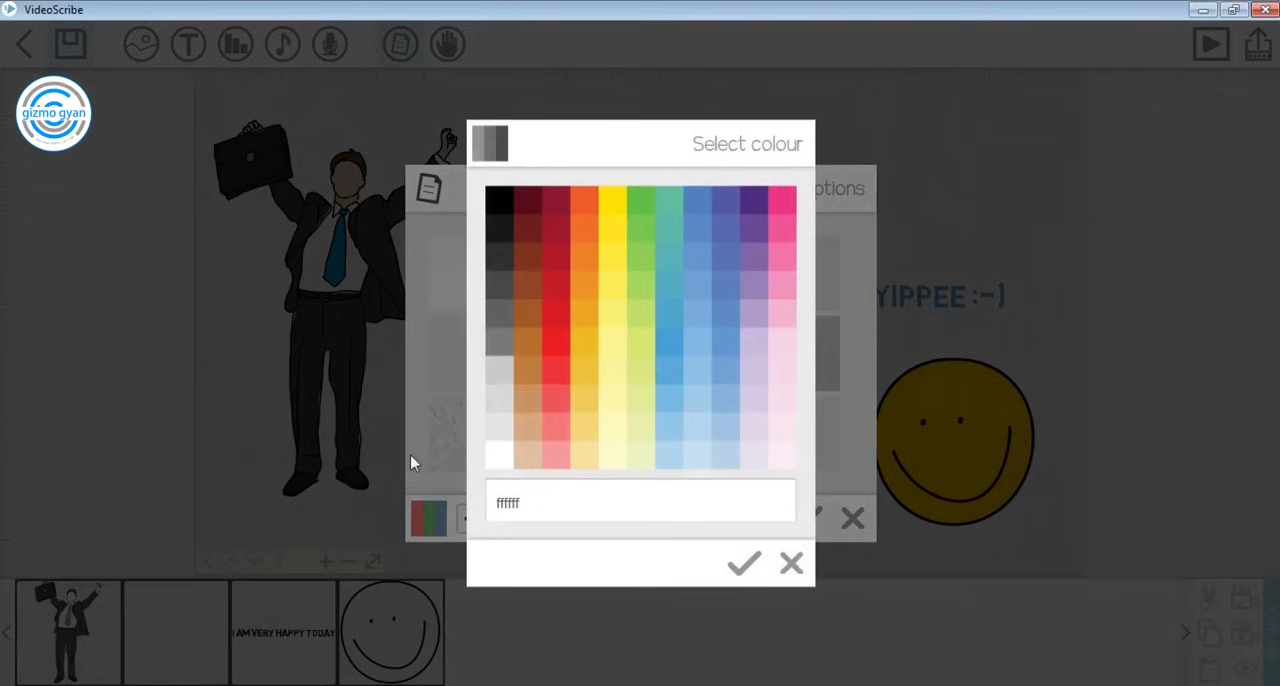 VideoScribe
gizmo gyan
Select colour
ptions
YIPPEE :-)
ffffff
I AM VERY HAPPY TODAY